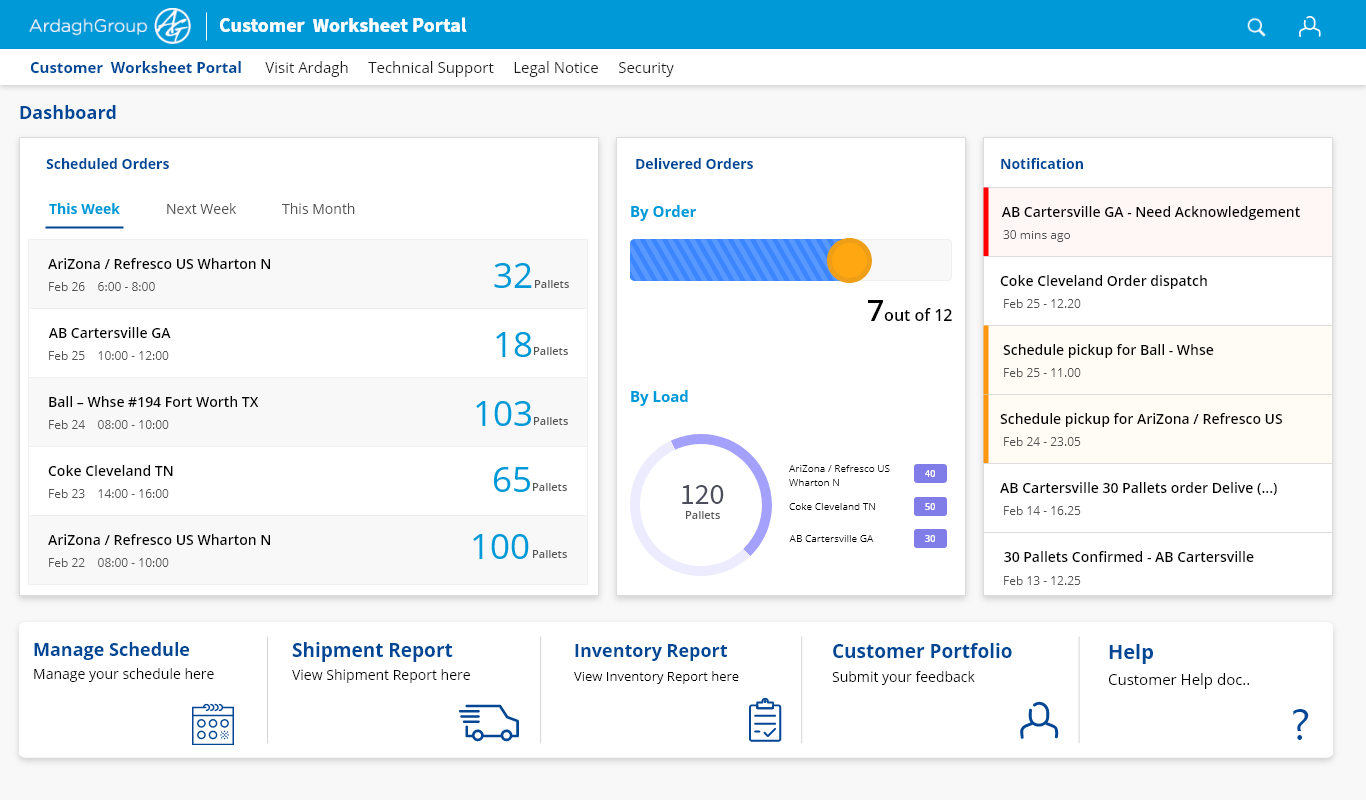 ArdaghGroup
Customer Worksheet Portal
Customer Worksheet Portal Visit Ardagh Technical Support Legal Notice Security
Dashboard
Scheduled Orders
This Week Next Week This Month
AriZona / Refresco US Wharton N
Feb 26 6:00 - 8:00
32 Pallets
AB Cartersville GA
Feb 25 10:00 - 12:00
18 Pallets
Ball – Whse #194 Fort Worth TX
Feb 24 08:00 - 10:00
103 Pallets
Coke Cleveland TN
Feb 23 14:00 - 16:00
65 Pallets
AriZona / Refresco US Wharton N
Feb 22 08:00 - 10:00
100 Pallets
Delivered Orders
By Order
7 out of 12
By Load
120
Pallets
AriZona / Refresco US
Wharton N
40
Coke Cleveland TN 50
AB Cartersville GA 30
Notification
AB Cartersville GA - Need Acknowledgement
30 mins ago
Coke Cleveland Order dispatch
Feb 25 - 12.20
Schedule pickup for Ball - Whse
Feb 25 - 11.00
Schedule pickup for AriZona / Refresco US
Feb 24 - 23.05
AB Cartersville 30 Pallets order Delive (...)
Feb 14 - 16.25
30 Pallets Confirmed - AB Cartersville
Feb 13 - 12.25
Manage Schedule
Manage your schedule here
Shipment Report
View Shipment Report here
Inventory Report
View Inventory Report here
Customer Portfolio
Submit your feedback
Help
Customer Help doc..
?